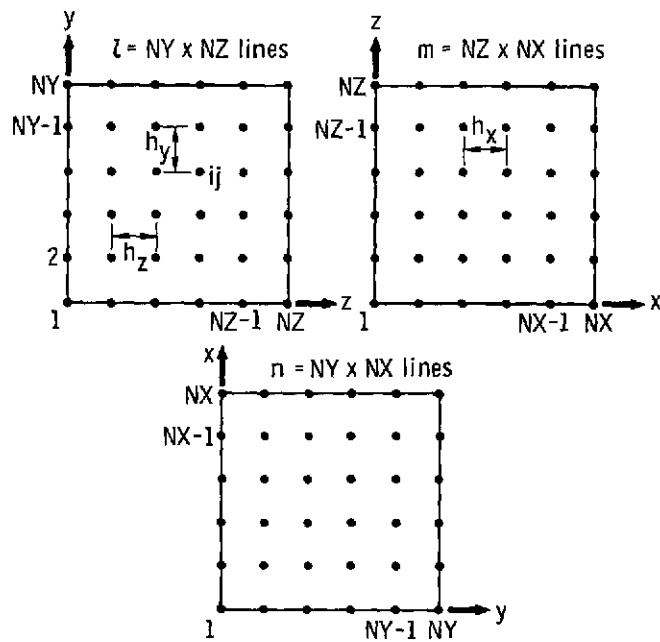 y
l = NY x NZ lines
NY
NY-1
h_y
ij
2
h_z
1
NZ-1 NZ
z
z
m = NZ x NX lines
NZ
NZ-1
h_x
1
NX-1 NX
x
x
n = NY x NX lines
NX
NX-1
1
NY-1 NY
y